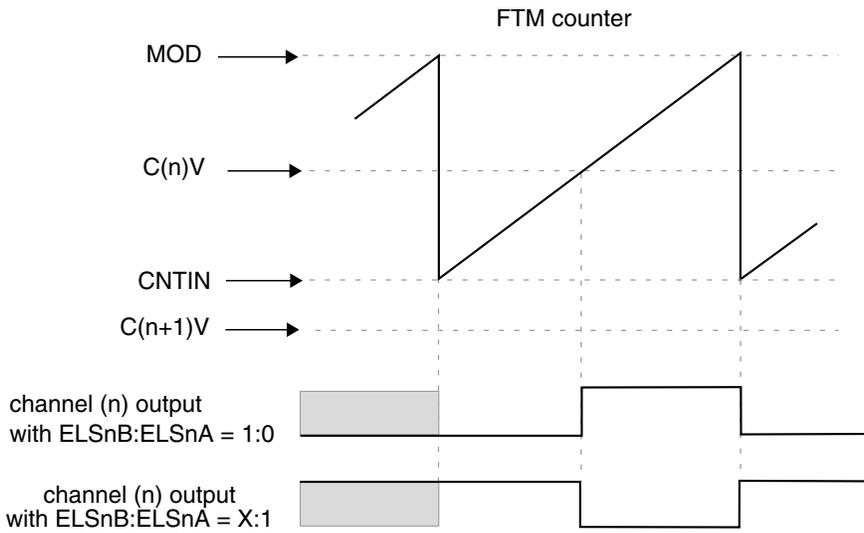 FTM counter
MOD
C(n)V
CNTIN
C(n+1)V
channel (n) output
with ELSnB:ELSnA = 1:0
channel (n) output
with ELSnB:ELSnA = X:1